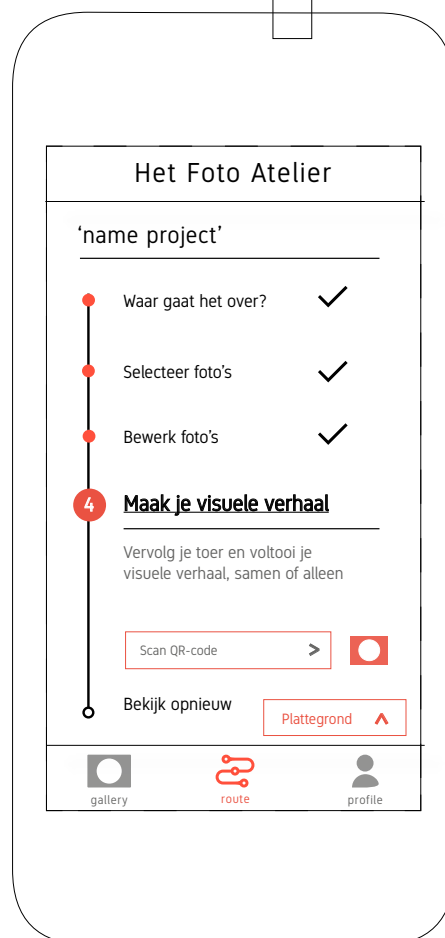 Het Foto Atelier
'name project'
Waar gaat het over?
Selecteer foto's
Bewerk foto's
4 Maak je visuele verhaal
Vervolg je toer en voltooi je
visuele verhaal, samen of alleen
Scan QR-code >
Bekijk opnieuw
Plattegrond
gallery route profile